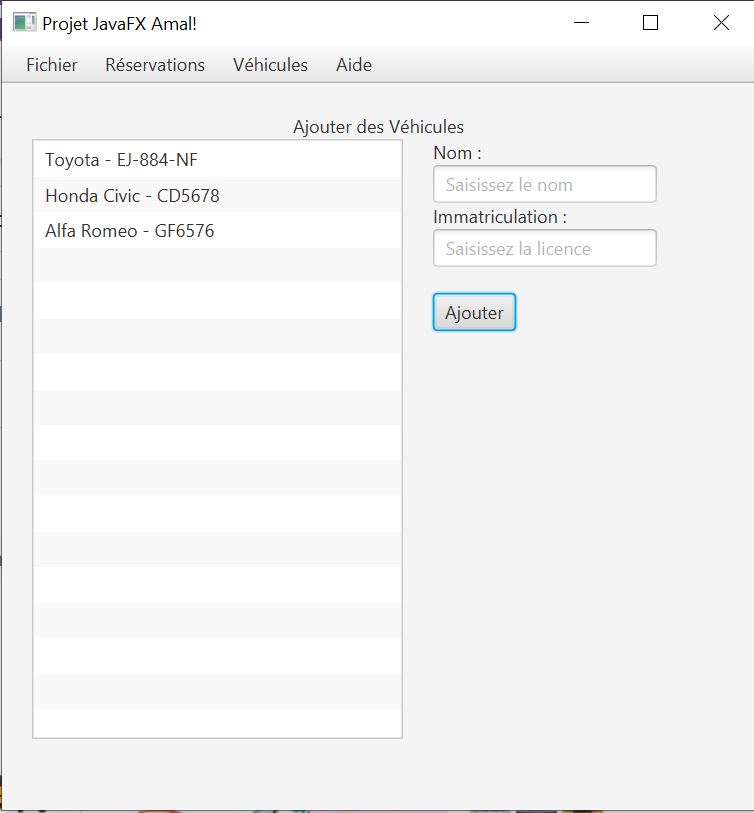 Projet JavaFX Amal!
Fichier Réservations Véhicules Aide
Ajouter des Véhicules
Toyota - EJ-884-NF
Honda Civic - CD5678
Alfa Romeo - GF6576
Nom :
Saisissez le nom
Immatriculation :
Saisissez la licence
Ajouter